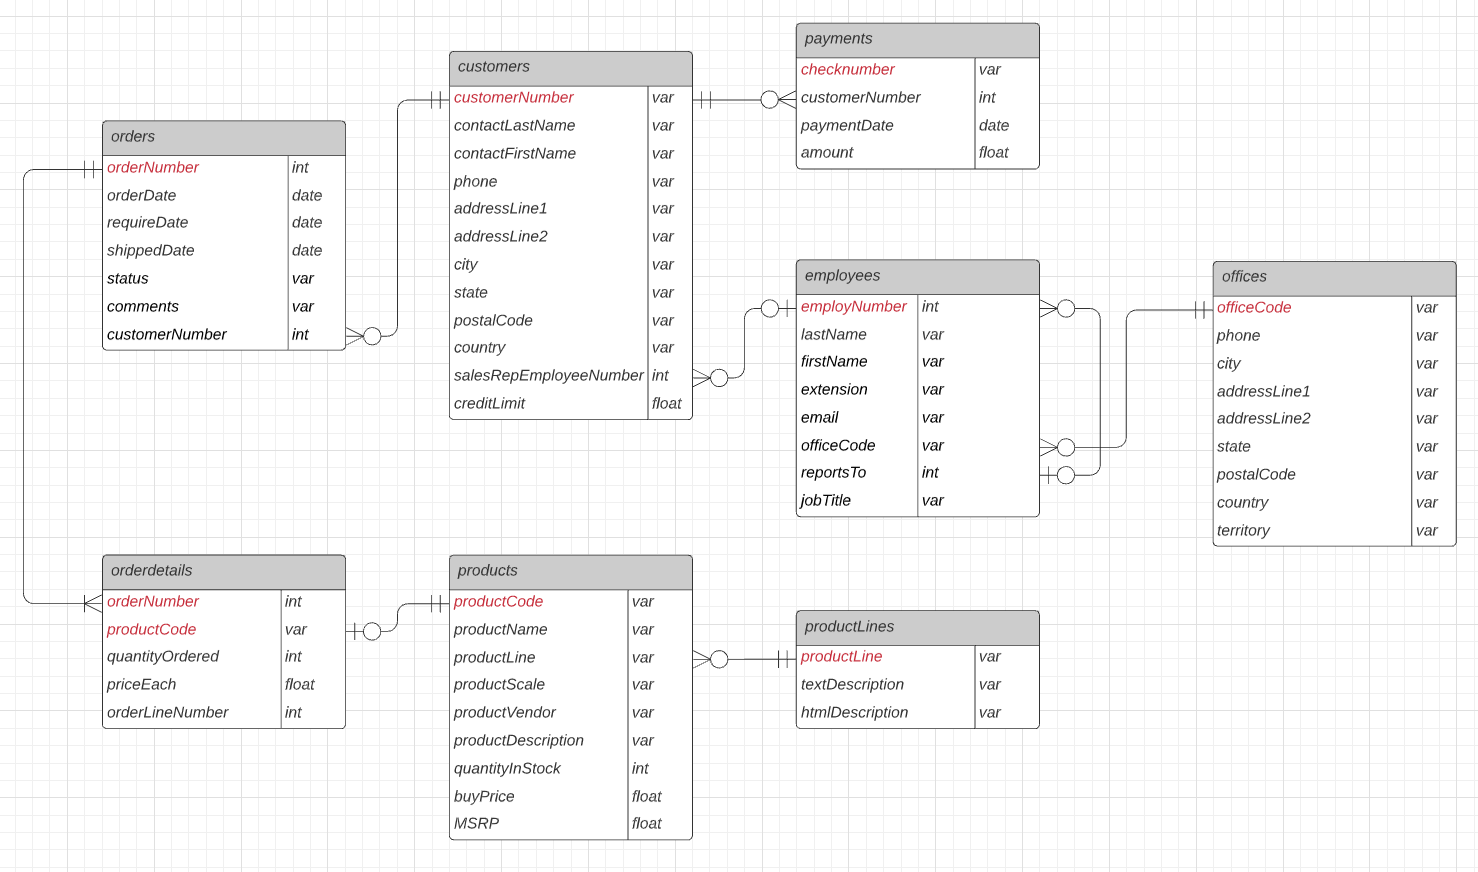 orders
orderNumber int
orderDate date
requireDate date
shippedDate date
status var
comments var
customerNumber int
customers
customerNumber var
contactLastName var
contactFirstName var
phone var
addressLine1 var
addressLine2 var
city var
state var
postalCode var
country var
salesRepEmployeeNumber int
creditLimit float
payments
checknumber var
customerNumber int
paymentDate date
amount float
employees
employNumber int
lastName var
firstName var
extension var
email var
officeCode var
reportsTo int
jobTitle var
offices
officeCode var
phone var
city var
addressLine1 var
addressLine2 var
state var
postalCode var
country var
territory var
orderdetails
orderNumber int
productCode var
quantityOrdered int
priceEach float
orderLineNumber int
products
productCode var
productName var
productLine var
productScale var
productVendor var
productDescription var
quantityInStock int
buyPrice float
MSRP float
productLines
productLine var
textDescription var
htmlDescription var